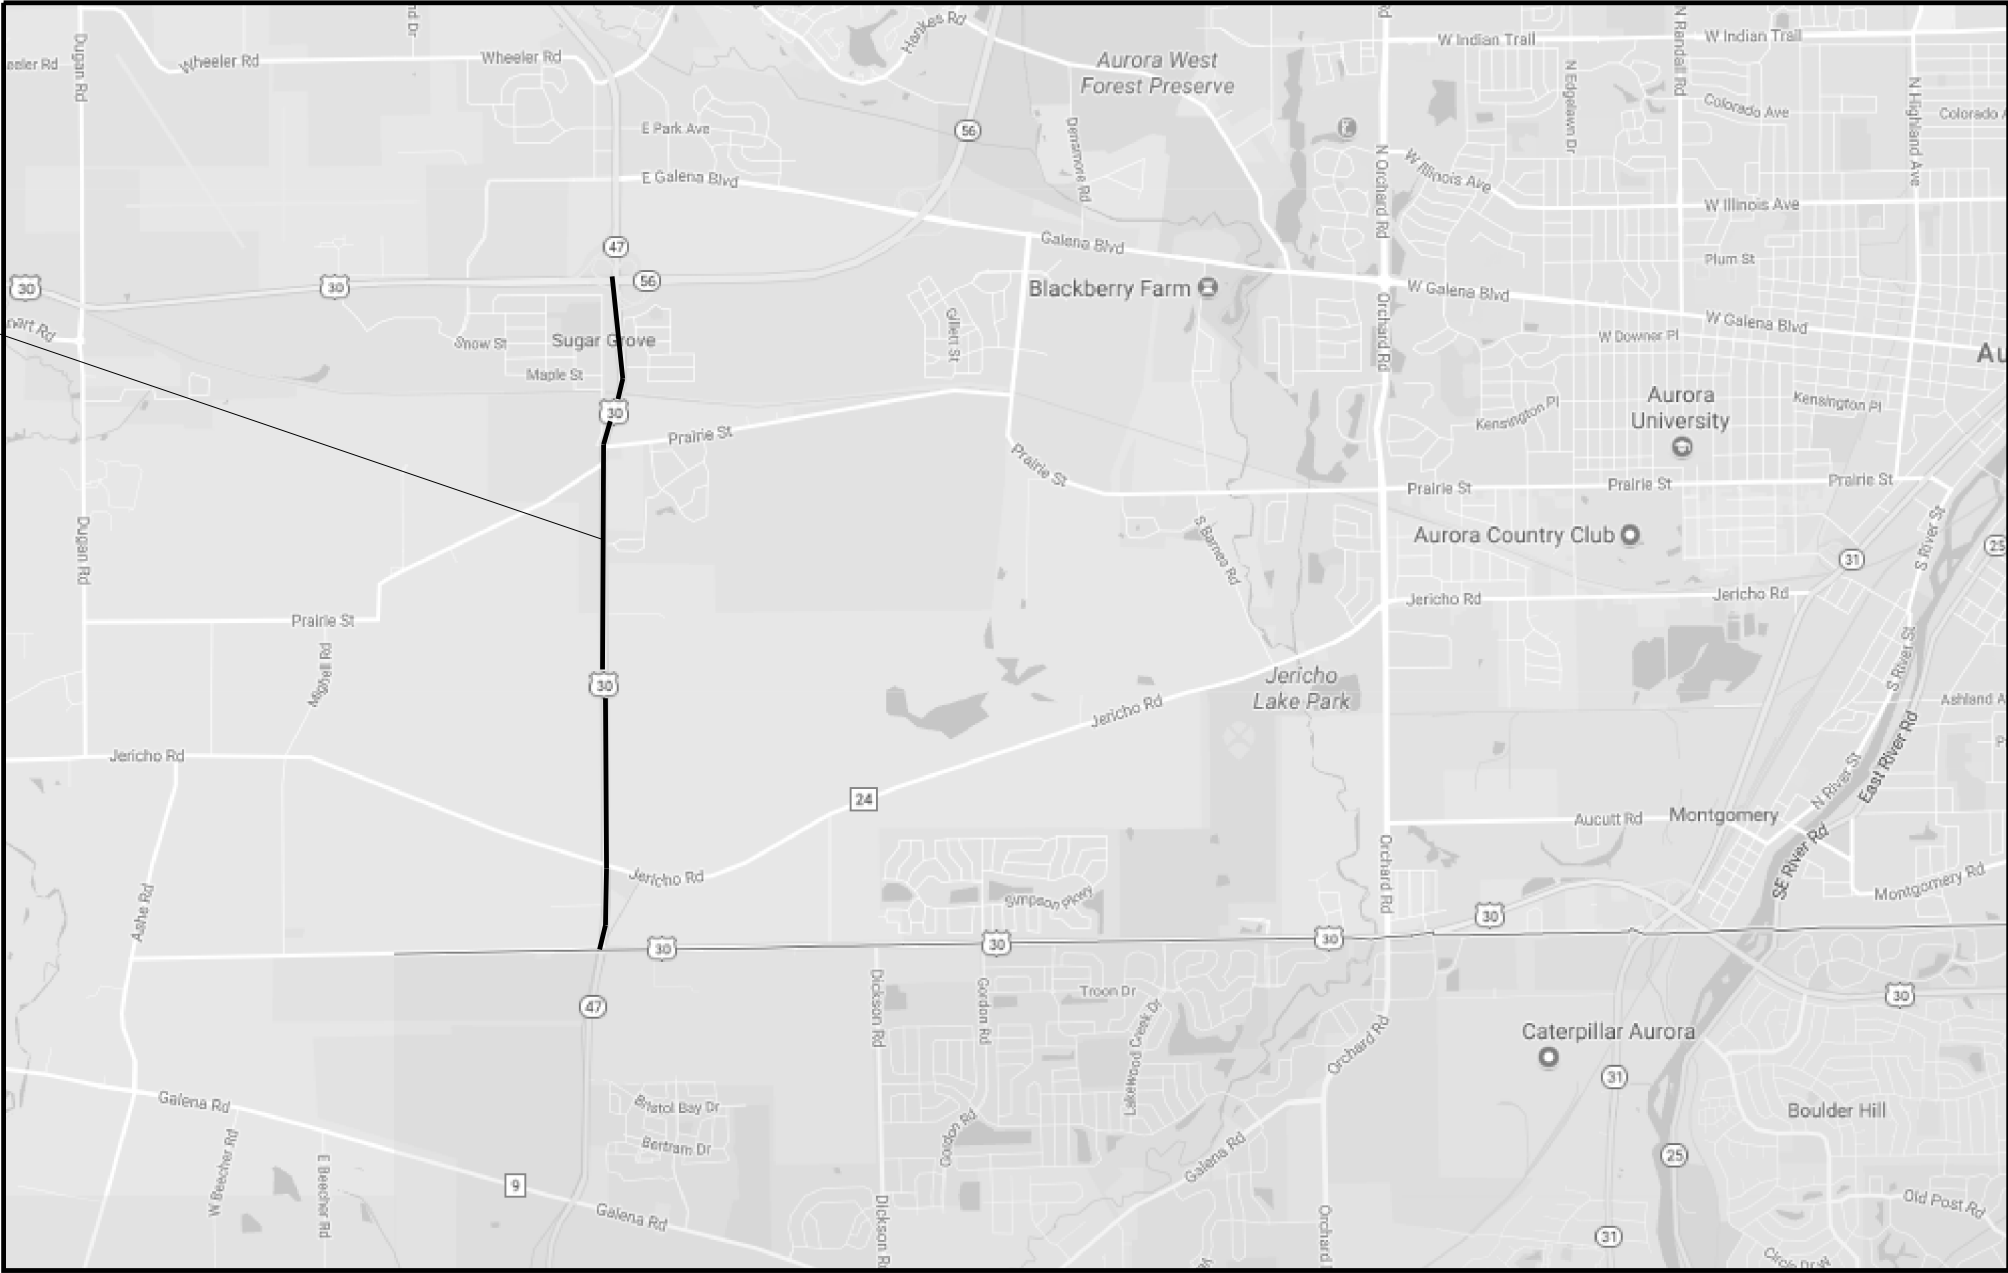 Hankes Rd
W Indian Trail
W Indian Trail
N Randall Rd
Dugan Rd
Wheeler Rd
Wheeler Rd
Aurora West
Forest Preserve
N Edgelawn Dr
Colorado Ave
Colorado A
N Highland Ave
E Park Ave
56
Densmore Rd
N Orchard Rd
W Illinois Ave
E Galena Blvd
W Illinois Ave
47
Galena Blvd
Plum St
30
30
56
Blackberry Farm
W Galena Blvd
Orchard Rd
W Galena Blvd
Snow St
Sugar Grove
Gillett St
W Downer Pl
Au
Maple St
Aurora
University
Kensington Pl
Kensington Pl
30
Prairie St
Prairie St
Prairie St
Prairie St
Prairie St
Dugan Rd
S Barnes Rd
Aurora Country Club
31
S River St
25
Jericho Rd
Jericho Rd
Prairie St
Mighell Rd
S River St
30
Jericho
Lake Park
Ashland A
Jericho Rd
East River Rd
Jericho Rd
24
N River St
Montgomery
Aucutt Rd
Orchard Rd
SE River Rd
Jericho Rd
Montgomery Rd
Ashe Rd
Simpson Pkwy
30
30
30
30
47
Dickson Rd
Gordon Rd
Troon Dr
Lakewood Creek Dr
30
Orchard Rd
Caterpillar Aurora
31
Galena Rd
Bristol Bay Dr
Boulder Hill
W Beecher Rd
E Beecher Rd
Bertram Dr
Gordon Rd
Galena Rd
25
9
Galena Rd
Dickson R
Orchard
Old Post Rd
31
Circle Dr W